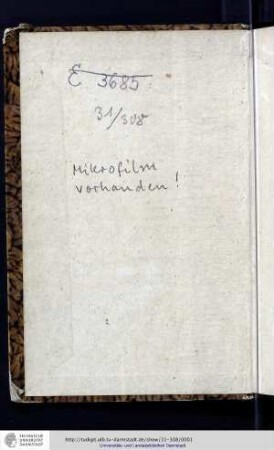 E 3685
31/308
Mikrofilm
vorhanden!
http://tudigit.ulb.tu-darmstadt.de/show/31-308/0001
Universitäts- und Landesbibliothek Darmstadt